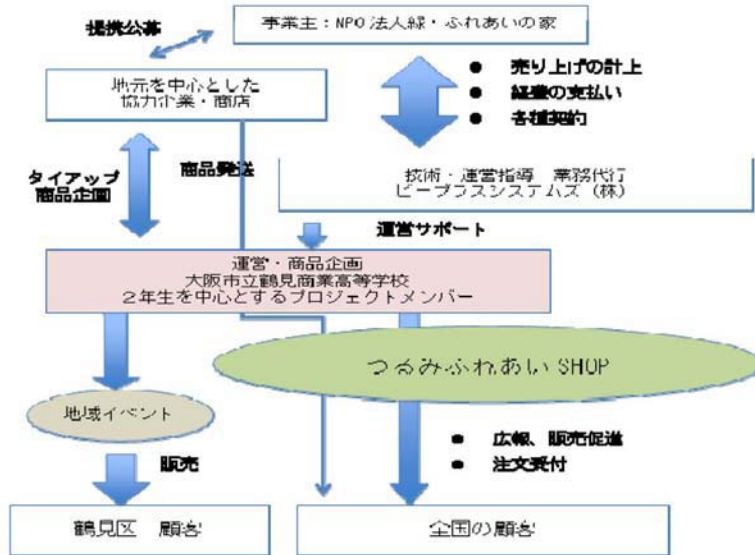 事業主：NPO法人緑・ふれあいの家
提携公募
地元を中心とした
協力企業・商店
● 売り上げの計上
● 経費の支払い
● 各種契約
タイアップ
商品企画
商品発送
技術・運営指導　業務代行
ビープラスシステムズ（株）
運営サポート
運営・商品企画
大阪市立鶴見商業高等学校
２年生を中心とするプロジェクトメンバー
つるみふれあいSHOP
地域イベント
● 広報、販売促進
● 注文受付
販売
鶴見区　顧客
全国の顧客